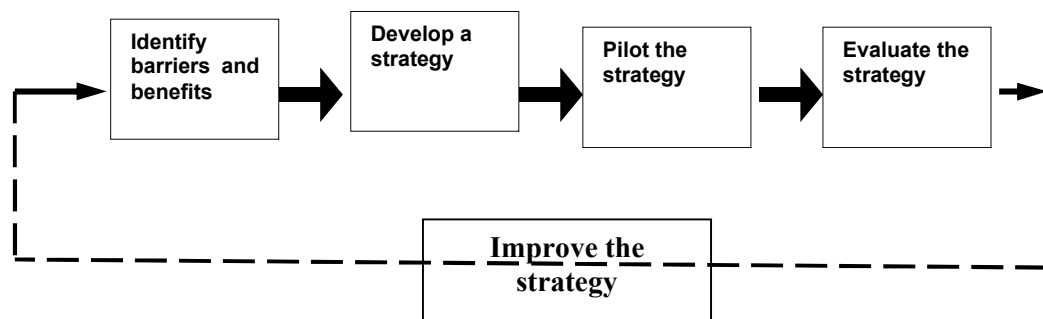 Identify
barriers and
benefits
Develop a
strategy
Pilot the
strategy
Evaluate the
strategy
Improve the
strategy